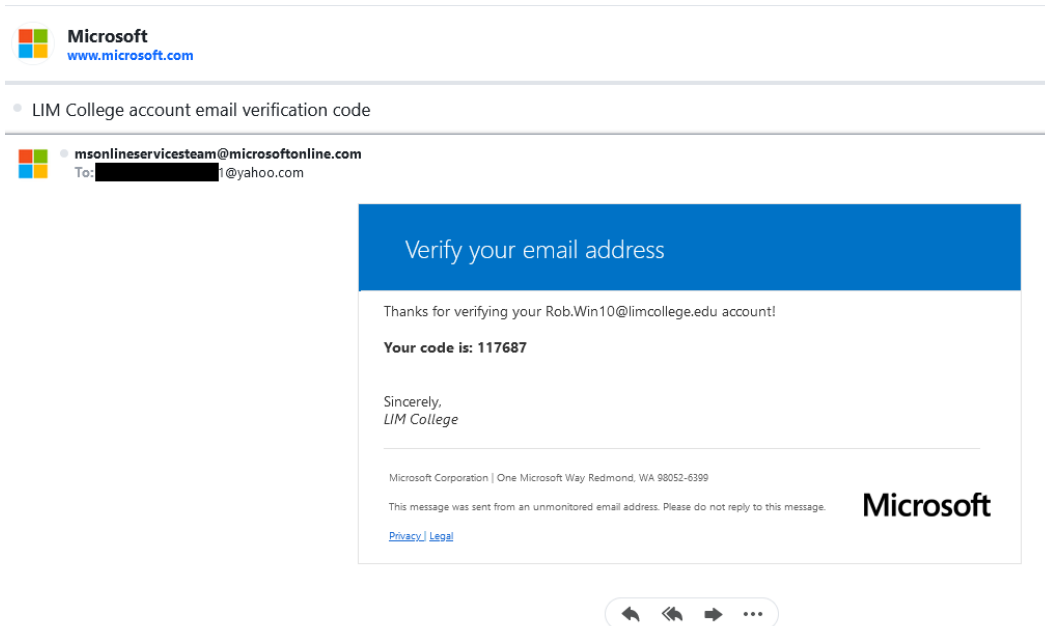 Microsoft
www.microsoft.com
LIM College account email verification code
msonlineservicesteam@microsoftonline.com
To: 1@yahoo.com
Verify your email address
Thanks for verifying your Rob.Win10@limcollege.edu account!
Your code is: 117687
Sincerely,
LIM College
Microsoft Corporation | One Microsoft Way Redmond, WA 98052-6399
This message was sent from an unmonitored email address. Please do not reply to this message.
Privacy | Legal
Microsoft